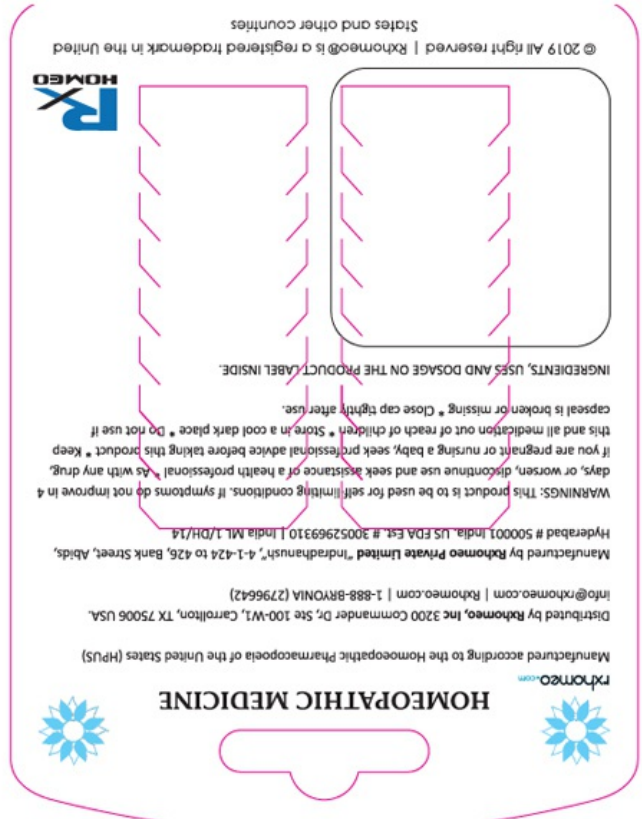 HOMEOPATHIC MEDICINE
rxhomeo.com
Manufactured according to the Homoeopathic Pharmacopoeia of the United States (HPUS)
Distributed by Rxhomeo, Inc 3200 Commander Dr, Ste 100-W1, Carrollton, TX 75006 USA.
info@rxhomeo.com | Rxhomeo.com | 1-888-BRYONIA (2796642)
Manufactured by Rxhomeo Private Limited "Indradhanush", 4-1-424 to 426, Bank Street, Abids,
Hyderabad # 500001 India. US FDA Est. # 3005296931​0 | India ML 1/DH/14
WARNINGS: This product is to be used for self-limiting conditions. If symptoms do not improve in 4
days, or worsen, discontinue use and seek assistance of a health professional * As with any drug,
if you are pregnant or nursing a baby, seek professional advice before taking this product * Keep
this and all medication out of reach of children * Store in a cool dark place * Do not use if
capseal is broken or missing * Close cap tightly after use.
INGREDIENTS, USES AND DOSAGE ON THE PRODUCT LABEL INSIDE.
Rx
HOMEO
© 2019 All right reserved | Rxhomeo® is a registered trademark in the United
States and other countries